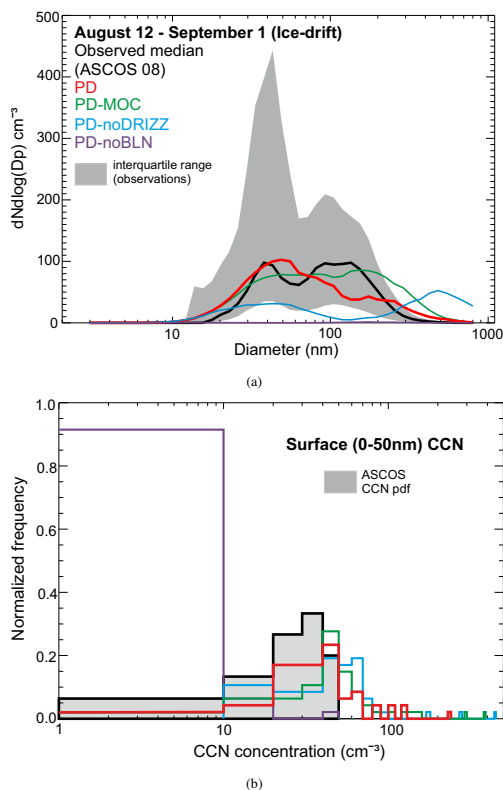 August 12 - September 1 (Ice-drift)
Observed median
(ASCOS 08)
PD
PD-MOC
PD-noDRIZZ
PD-noBLN
interquartile range
(observations)
dNdlog(Dp) cm⁻³
500
400
300
200
100
0
10
100
1000
Diameter (nm)
(a)
Surface (0-50nm) CCN
ASCOS
CCN pdf
Normalized frequency
1.0
0.8
0.6
0.4
0.2
0.0
1
10
100
CCN concentration (cm⁻³)
(b)